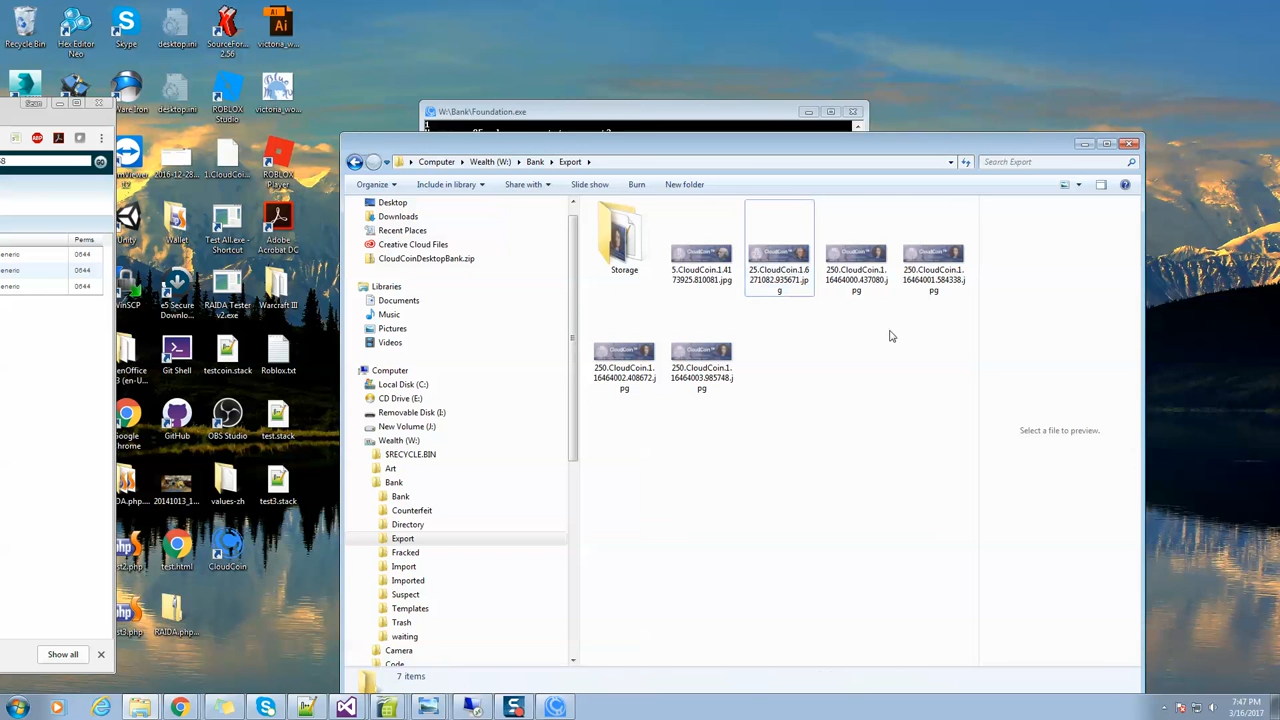 Recycle Bin
Hex Editor
Neo
Skype
desktop.ini
SourceFor...
2.56
victoria_w...
Ware Iron
desktop.ini
ROBLOX
Studio
victoria_wo...
2016-12-28...
1.CloudCoin...
ROBLOX
Player
Unity
Wallet
Test All.exe -
Shortcut
Adobe
Acrobat DC
WinSCP
e5 Secure
Downlo...
RAIDA Tester
v2.exe
Warcraft III
Git Shell
testcoin.stack
Roblox.txt
Google
Chrome
GitHub
OBS Studio
test.stack
20141013_1...
values-zh
test3.stack
test.html
CloudCoin
RAIDA.php...
Perms
0644
0644
0644
Show all
W:\Bank\Foundation.exe
Computer
Wealth (W:)
Bank
Export
Search Export
Organize
Include in library
Share with
Slide show
Burn
New folder
Desktop
Downloads
Recent Places
Creative Cloud Files
CloudCoinDesktopBank.zip
Libraries
Documents
Music
Pictures
Videos
Computer
Local Disk (C:)
CD Drive (E:)
Removable Disk (I:)
New Volume (J:)
Wealth (W:)
$RECYCLE.BIN
Art
Bank
Bank
Counterfeit
Directory
Export
Fracked
Import
Imported
Suspect
Templates
Trash
waiting
Camera
Code
Storage
5.CloudCoin.1.41
73925.810081.jpg
25.CloudCoin.1.6
271082.935671.jp
g
250.CloudCoin.1.
16464000.437080.j
pg
250.CloudCoin.1.
16464001.584338.j
pg
250.CloudCoin.1.
16464002.408672.j
pg
250.CloudCoin.1.
16464003.985748.j
pg
Select a file to preview.
7 items
7:47 PM
3/16/2017